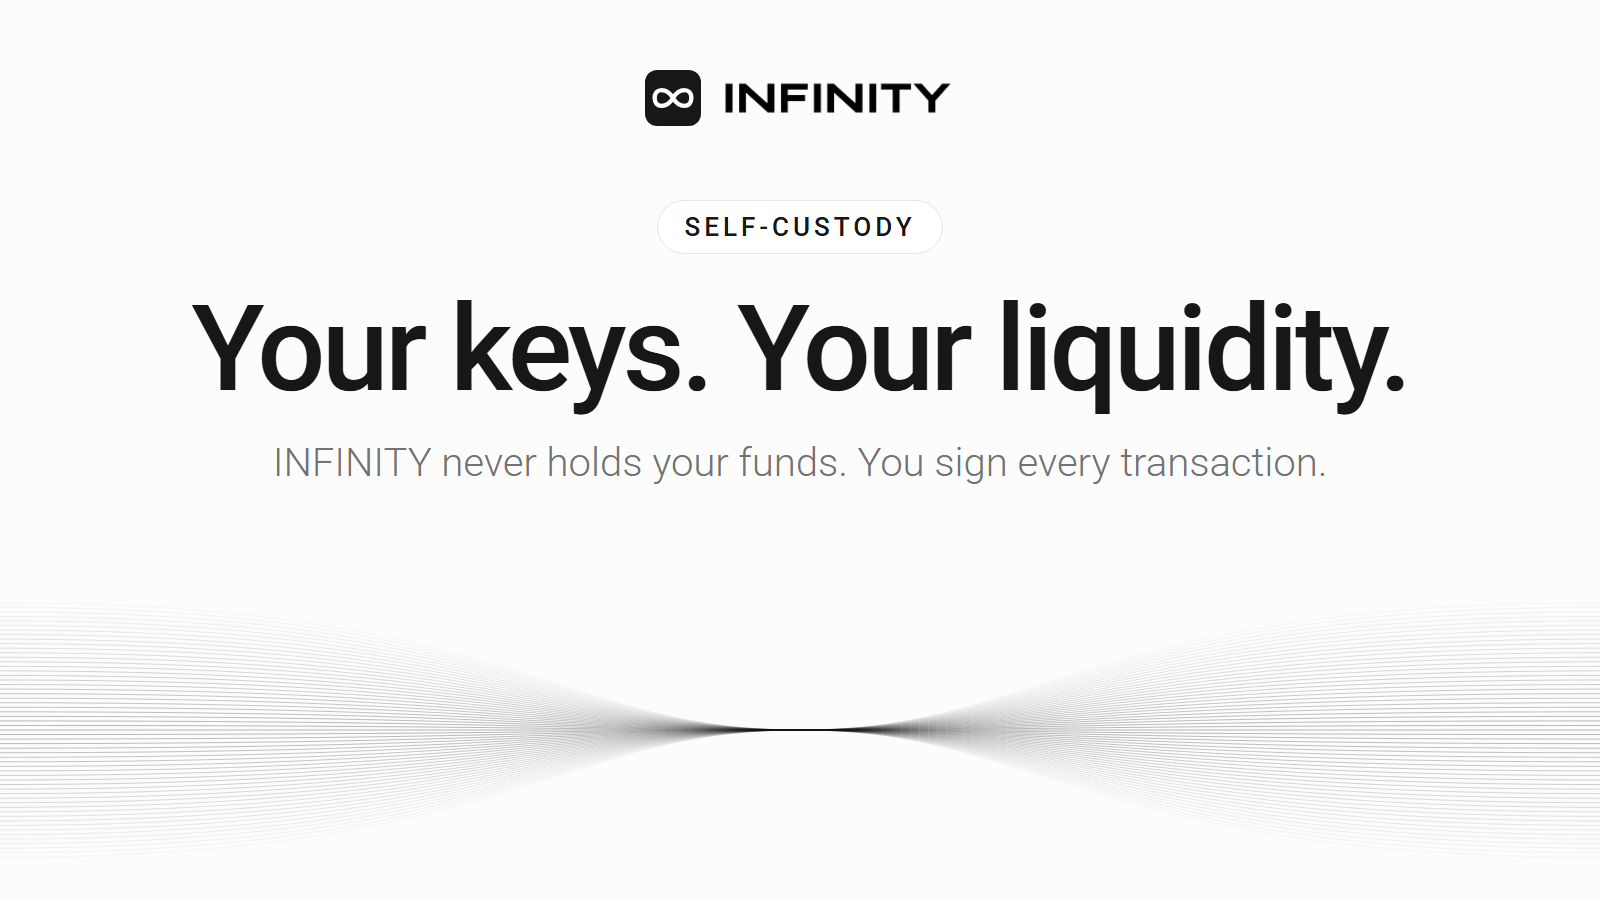 INFINITY
SELF-CUSTODY
Your keys. Your liquidity.
INFINITY never holds your funds. You sign every transaction.